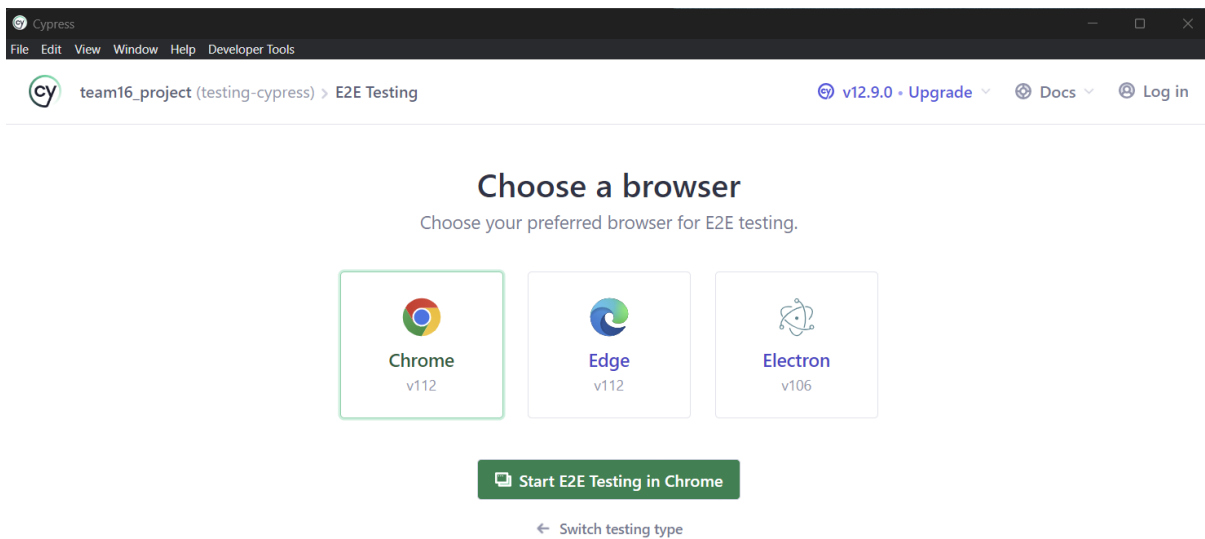 Cypress
File Edit View Window Help Developer Tools
cy team16_project (testing-cypress) > E2E Testing cy v12.9.0 • Upgrade Docs Log in
Choose a browser
Choose your preferred browser for E2E testing.
Chrome Edge Electron
v112 v112 v106
Start E2E Testing in Chrome
← Switch testing type